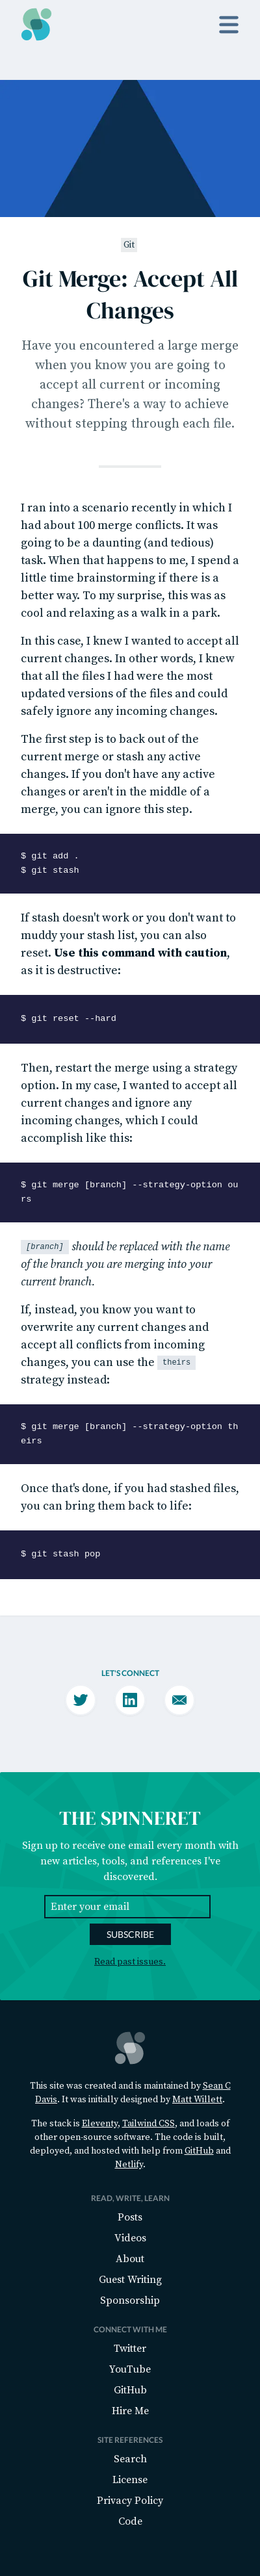 Git
Git Merge: Accept All
Changes
Have you encountered a large merge
when you know you are going to
accept all current or incoming
changes? There's a way to achieve
without stepping through each file.
I ran into a scenario recently in which I
had about 100 merge conflicts. It was
going to be a daunting (and tedious)
task. When that happens to me, I spend a
little time brainstorming if there is a
better way. To my surprise, this was as
cool and relaxing as a walk in a park.
In this case, I knew I wanted to accept all
current changes. In other words, I knew
that all the files I had were the most
updated versions of the files and could
safely ignore any incoming changes.
The first step is to back out of the
current merge or stash any active
changes. If you don't have any active
changes or aren't in the middle of a
merge, you can ignore this step.
$ git add .
$ git stash
If stash doesn't work or you don't want to
muddy your stash list, you can also
reset. Use this command with caution,
as it is destructive:
$ git reset --hard
Then, restart the merge using a strategy
option. In my case, I wanted to accept all
current changes and ignore any
incoming changes, which I could
accomplish like this:
$ git merge [branch] --strategy-option ou
rs
[branch] should be replaced with the name
of the branch you are merging into your
current branch.
If, instead, you know you want to
overwrite any current changes and
accept all conflicts from incoming
changes, you can use the theirs
strategy instead:
$ git merge [branch] --strategy-option th
eirs
Once that's done, if you had stashed files,
you can bring them back to life:
$ git stash pop
LET'S CONNECT
in
THE SPINNERET
Sign up to receive one email every month with
new articles, tools, and references I've
discovered.
Enter your email
SUBSCRIBE
Read past issues.
This site was created and is maintained by Sean C
Davis. It was initially designed by Matt Willett.
The stack is Eleventy, Tailwind CSS, and loads of
other open-source software. The code is built,
deployed, and hosted with help from GitHub and
Netlify.
READ, WRITE, LEARN
Posts
Videos
About
Guest Writing
Sponsorship
CONNECT WITH ME
Twitter
YouTube
GitHub
Hire Me
SITE REFERENCES
Search
License
Privacy Policy
Code